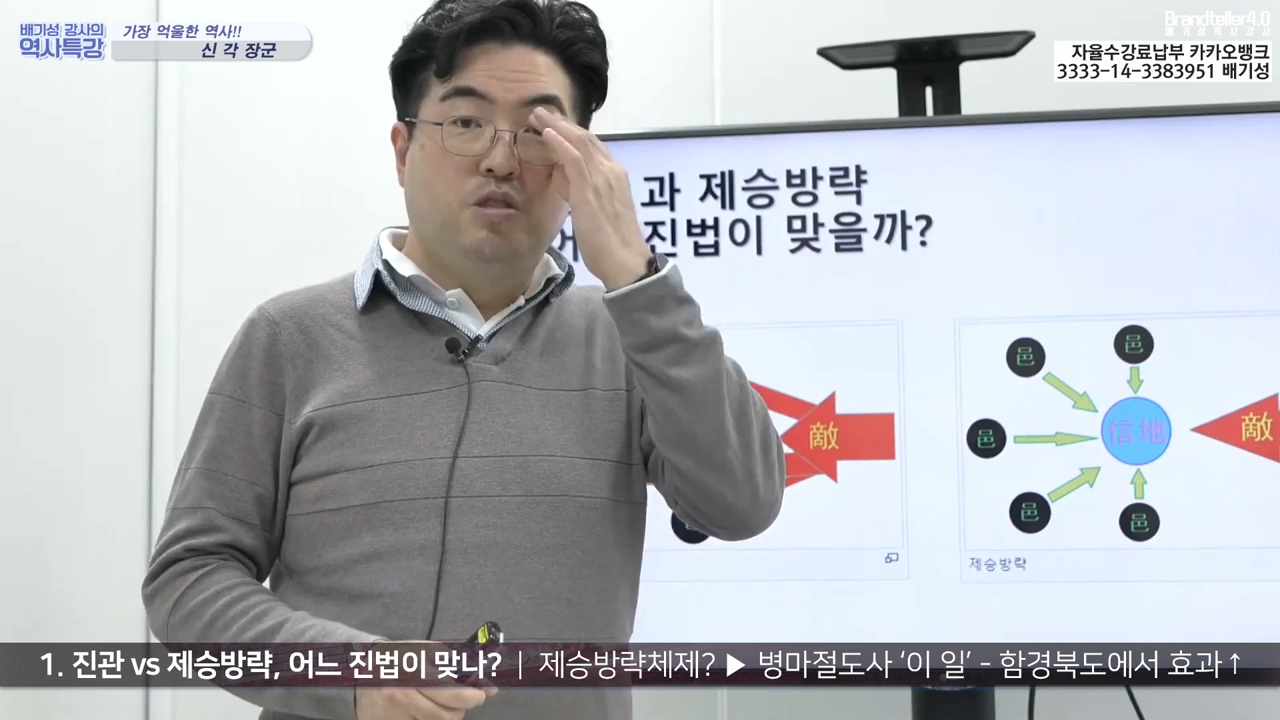 배기성 강사의
역사특강
가장 억울한 역사!!
신 각 장군
Brandteller4.0
배기성역사강사
자율수강료납부 카카오뱅크
3333-14-3383951 배기성
과 제승방략
진법이 맞을까?
敵
邑
邑
邑
邑
邑
信地
敵
제승방략
1. 진관 vs 제승방략, 어느 진법이 맞나? | 제승방략체제? ▶ 병마절도사 ‘이 일’ - 함경북도에서 효과↑